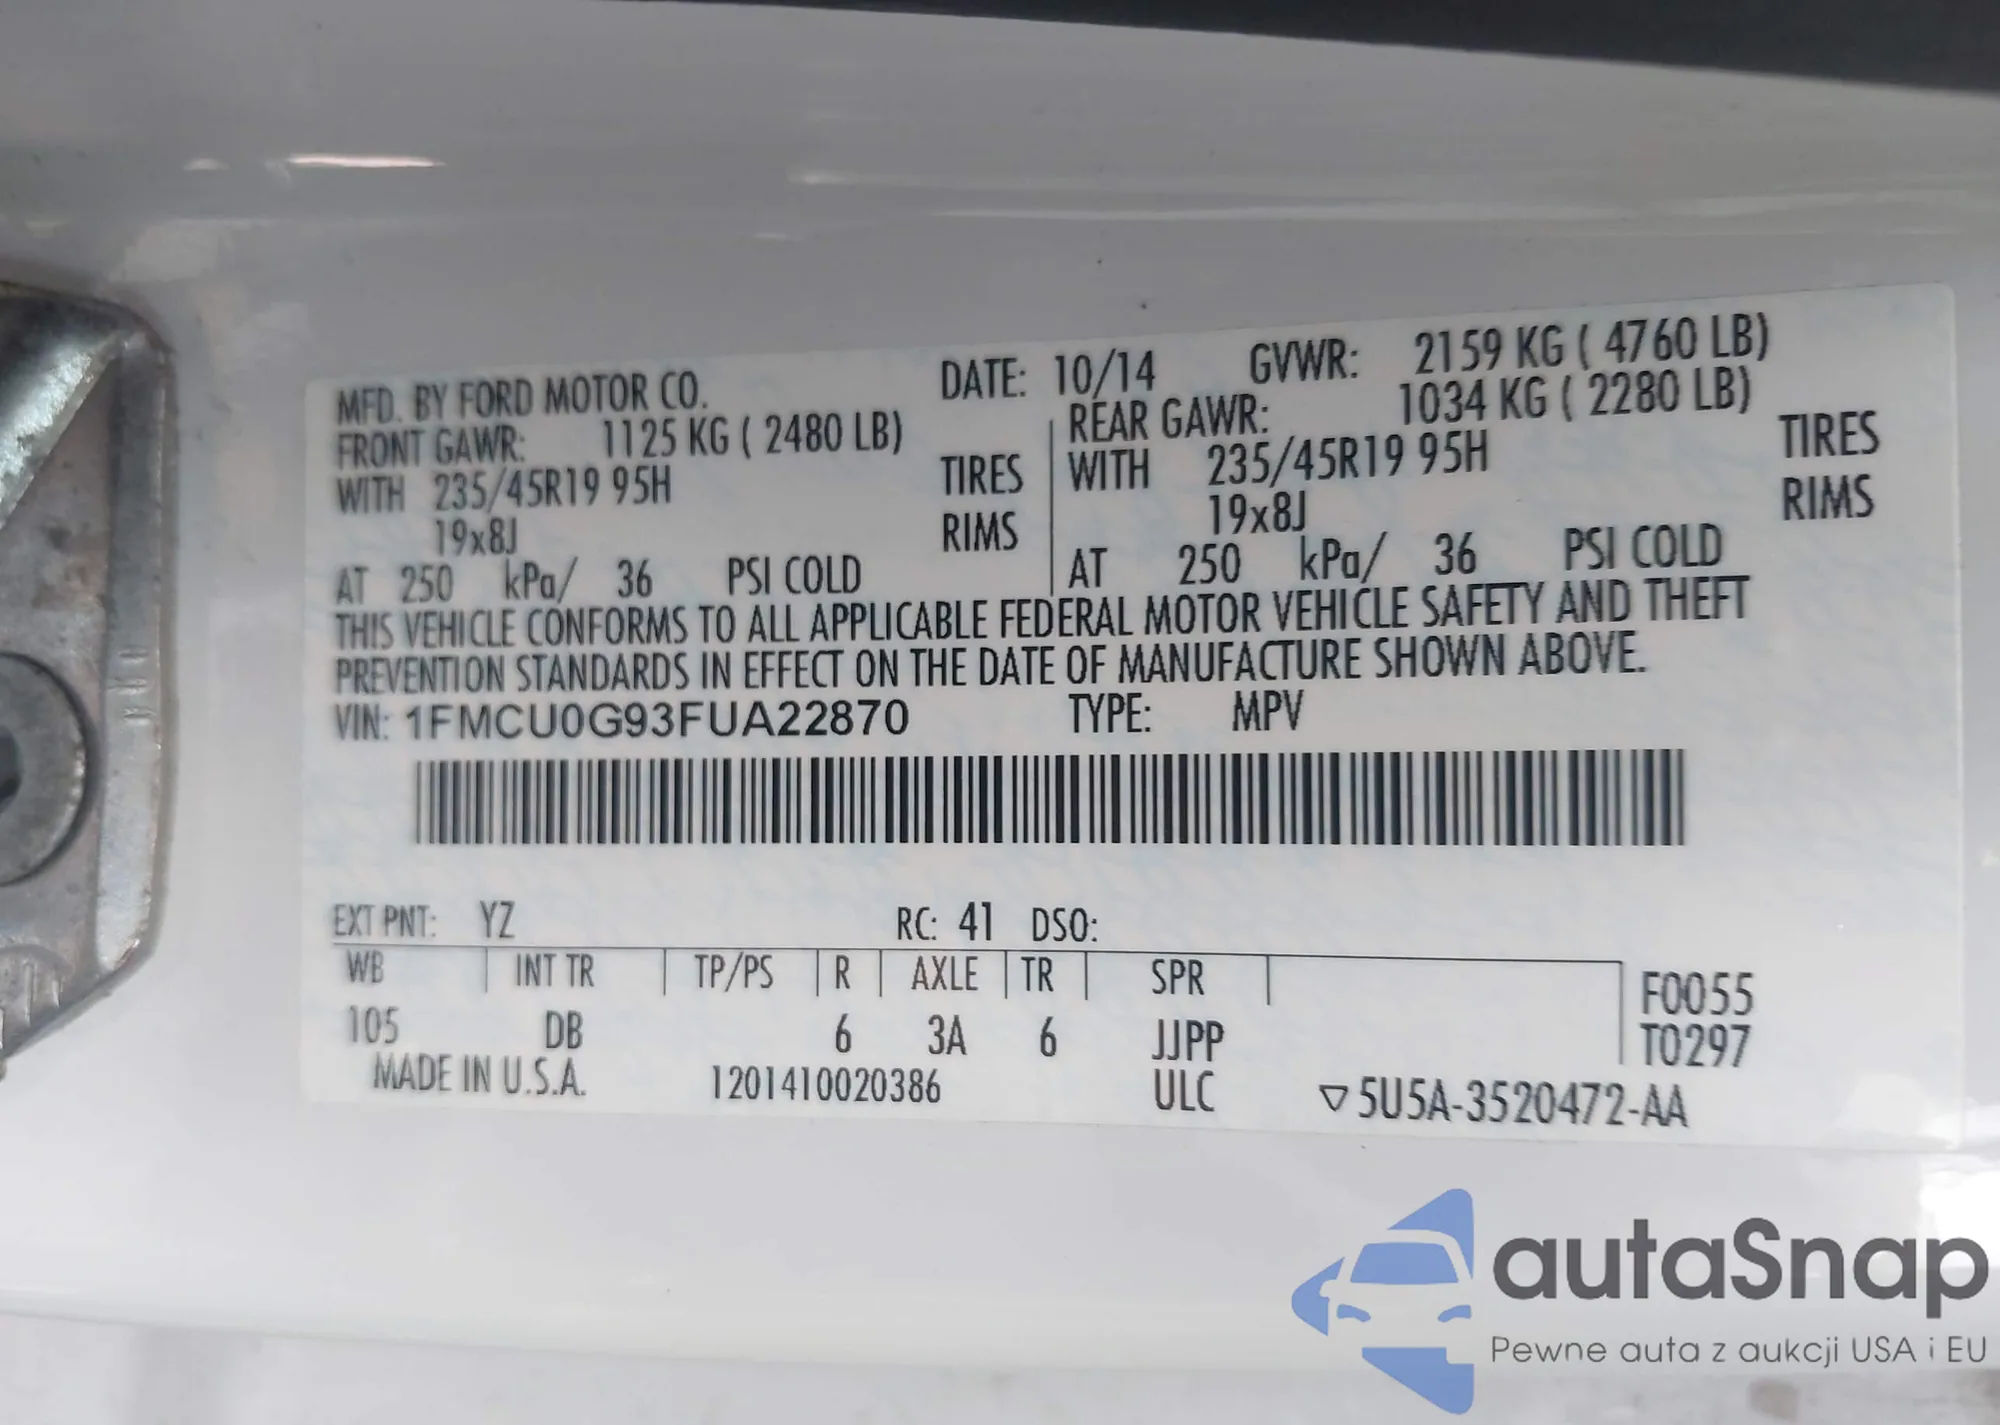 MFD. BY FORD MOTOR CO. DATE: 10/14 GVWR: 2159 KG ( 4760 LB)
FRONT GAWR: 1125 KG ( 2480 LB) REAR GAWR: 1034 KG ( 2280 LB)
WITH 235/45R19 95H TIRES WITH 235/45R19 95H TIRES
19x8J RIMS 19x8J RIMS
AT 250 kPa/ 36 PSI COLD AT 250 kPa/ 36 PSI COLD
THIS VEHICLE CONFORMS TO ALL APPLICABLE FEDERAL MOTOR VEHICLE SAFETY AND THEFT
PREVENTION STANDARDS IN EFFECT ON THE DATE OF MANUFACTURE SHOWN ABOVE.
VIN: 1FMCU0G93FUA22870 TYPE: MPV
EXT PNT: YZ RC: 41 DSO:
WB INT TR TP/PS R AXLE TR SPR F0055
105 DB 6 3A 6 JJPP T0297
MADE IN U.S.A. 1201410020386 ULC ▽5U5A-3520472-AA
autaSnap
Pewne auta z aukcji USA i EU